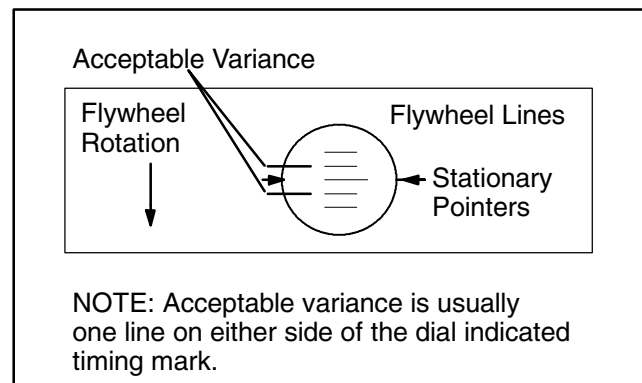 Acceptable Variance
Flywheel
Rotation
Flywheel Lines
Stationary
Pointers
NOTE: Acceptable variance is usually
one line on either side of the dial indicated
timing mark.